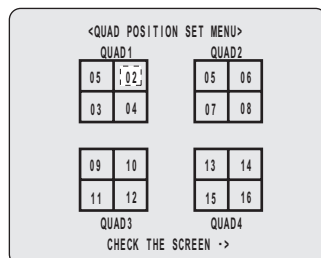 <QUAD POSITION SET MENU>
QUAD1 QUAD2
05 02 05 06
03 04 07 08
09 10 13 14
11 12 15 16
QUAD3 QUAD4
CHECK THE SCREEN ->